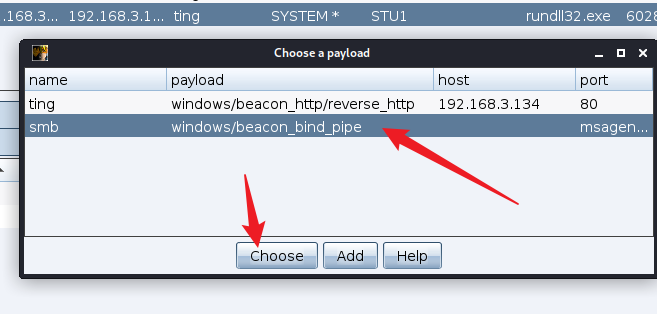 .168.3... 192.168.3.1... ting SYSTEM * STU1 rundll32.exe 6028
Choose a payload
name payload host port
ting windows/beacon_http/reverse_http 192.168.3.134 80
smb windows/beacon_bind_pipe msagen...
Choose Add Help